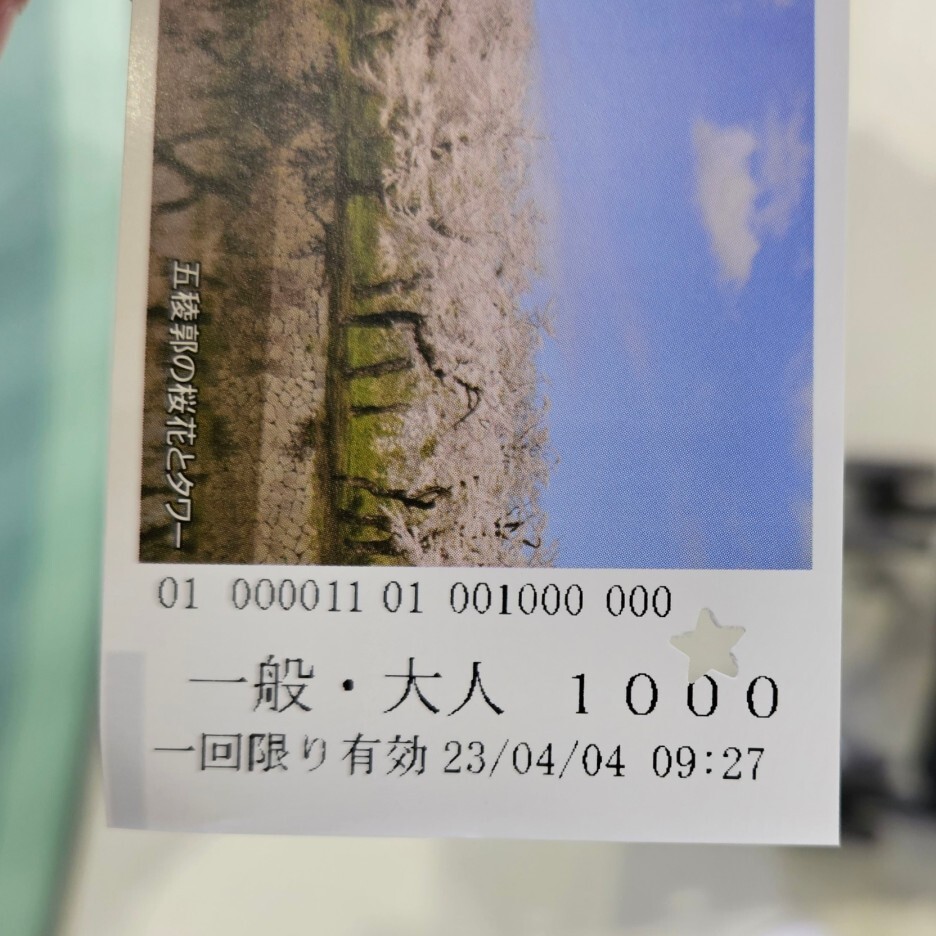 五稜郭の桜花とタワー
01 000011 01 001000 000
一般・大人 1000
一回限り有効 23/04/04 09:27